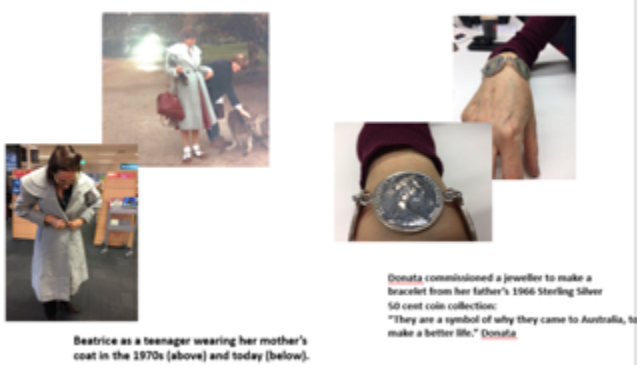 Beatrice as a teenager wearing her mother's
coat in the 1970s (above) and today (below).
Donata commissioned a jeweller to make a
bracelet from her father's 1966 Sterling Silver
50 cent coin collection:
"They are a symbol of why they came to Australia, to
make a better life." Donata